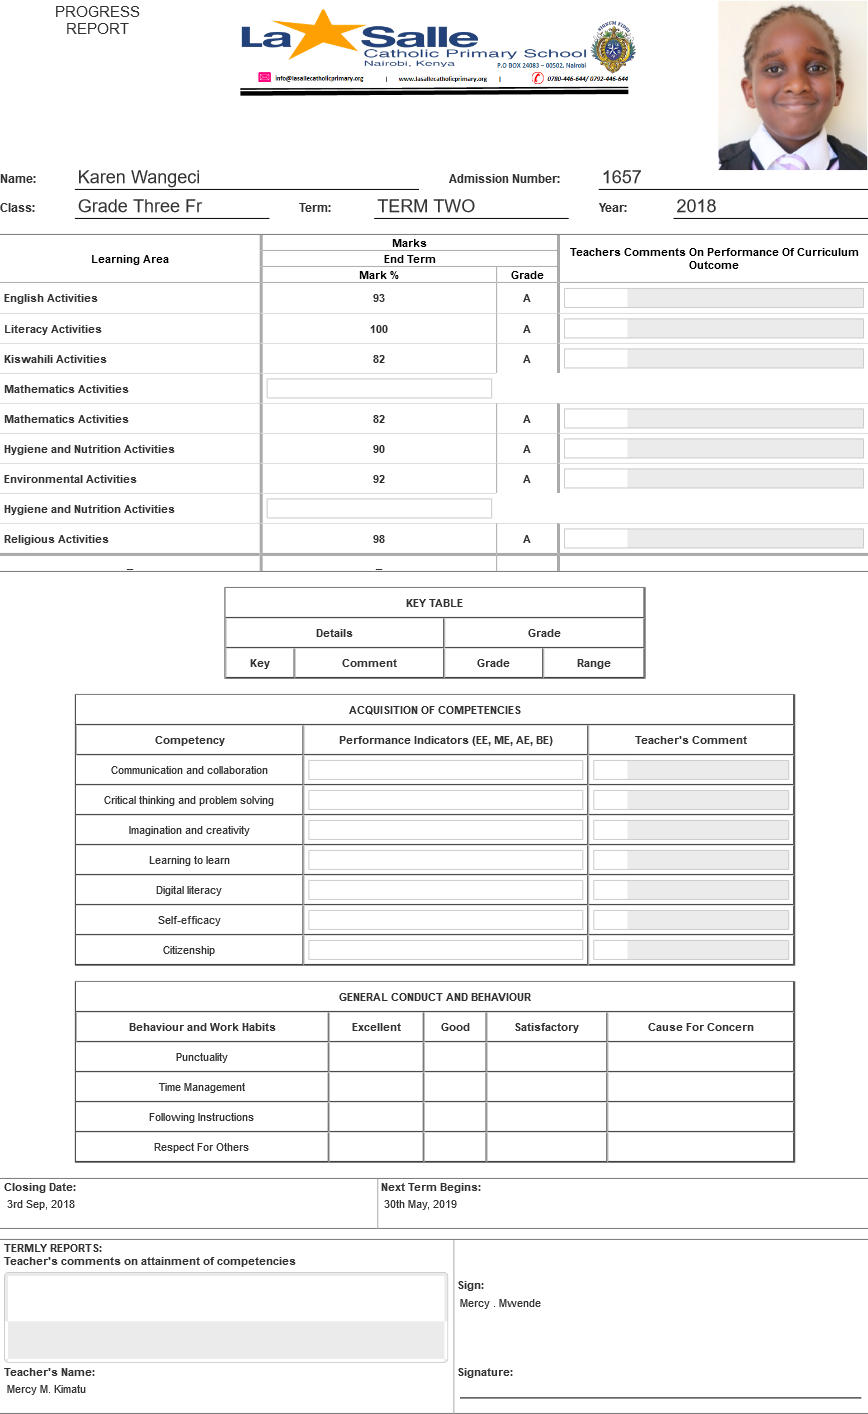 PROGRESS
REPORT
La Salle
Catholic Primary School
Nairobi, Kenya
P.O BOX 24083 – 00502, Nairobi
info@lasallecatholicprimary.org | www.lasallecatholicprimary.org | 0780-446-644/ 0792-446-644
Name: Karen Wangeci Admission Number: 1657
Class: Grade Three Fr Term: TERM TWO Year: 2018
Learning Area Marks Teachers Comments On Performance Of Curriculum Outcome
End Term
Mark % Grade
English Activities 93 A
Literacy Activities 100 A
Kiswahili Activities 82 A
Mathematics Activities
Mathematics Activities 82 A
Hygiene and Nutrition Activities 90 A
Environmental Activities 92 A
Hygiene and Nutrition Activities
Religious Activities 98 A
_ _
KEY TABLE
Details Grade
Key Comment Grade Range
ACQUISITION OF COMPETENCIES
Competency Performance Indicators (EE, ME, AE, BE) Teacher's Comment
Communication and collaboration
Critical thinking and problem solving
Imagination and creativity
Learning to learn
Digital literacy
Self-efficacy
Citizenship
GENERAL CONDUCT AND BEHAVIOUR
Behaviour and Work Habits Excellent Good Satisfactory Cause For Concern
Punctuality
Time Management
Following Instructions
Respect For Others
Closing Date: Next Term Begins:
3rd Sep, 2018 30th May, 2019
TERMLY REPORTS:
Teacher's comments on attainment of competencies
Sign:
Mercy . Mwende
Teacher's Name: Signature:
Mercy M. Kimatu